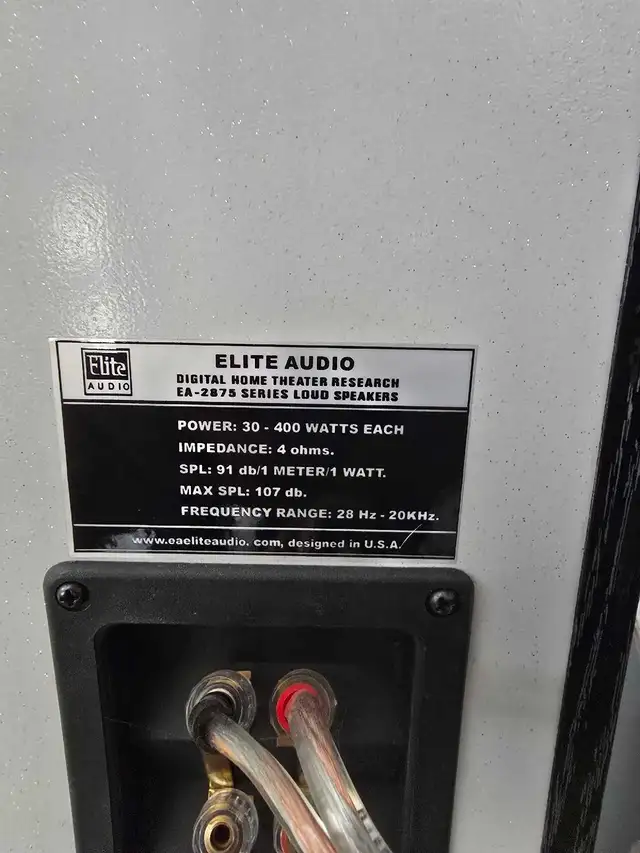 Elite
AUDIO
ELITE AUDIO
DIGITAL HOME THEATER RESEARCH
EA-2875 SERIES LOUD SPEAKERS
POWER: 30 - 400 WATTS EACH
IMPEDANCE: 4 ohms.
SPL: 91 db/1 METER/1 WATT.
MAX SPL: 107 db.
FREQUENCY RANGE: 28 Hz - 20KHz.
www.eaeliteaudio. com, designed in U.S.A.